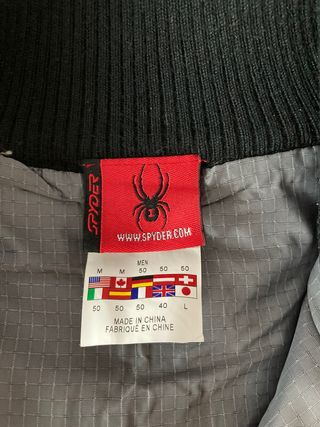 SPYDER
WWW.SPYDER.COM
MEN
M M 50 50 50
50 50 50 40 L
MADE IN CHINA
FABRIQUÉ EN CHINE